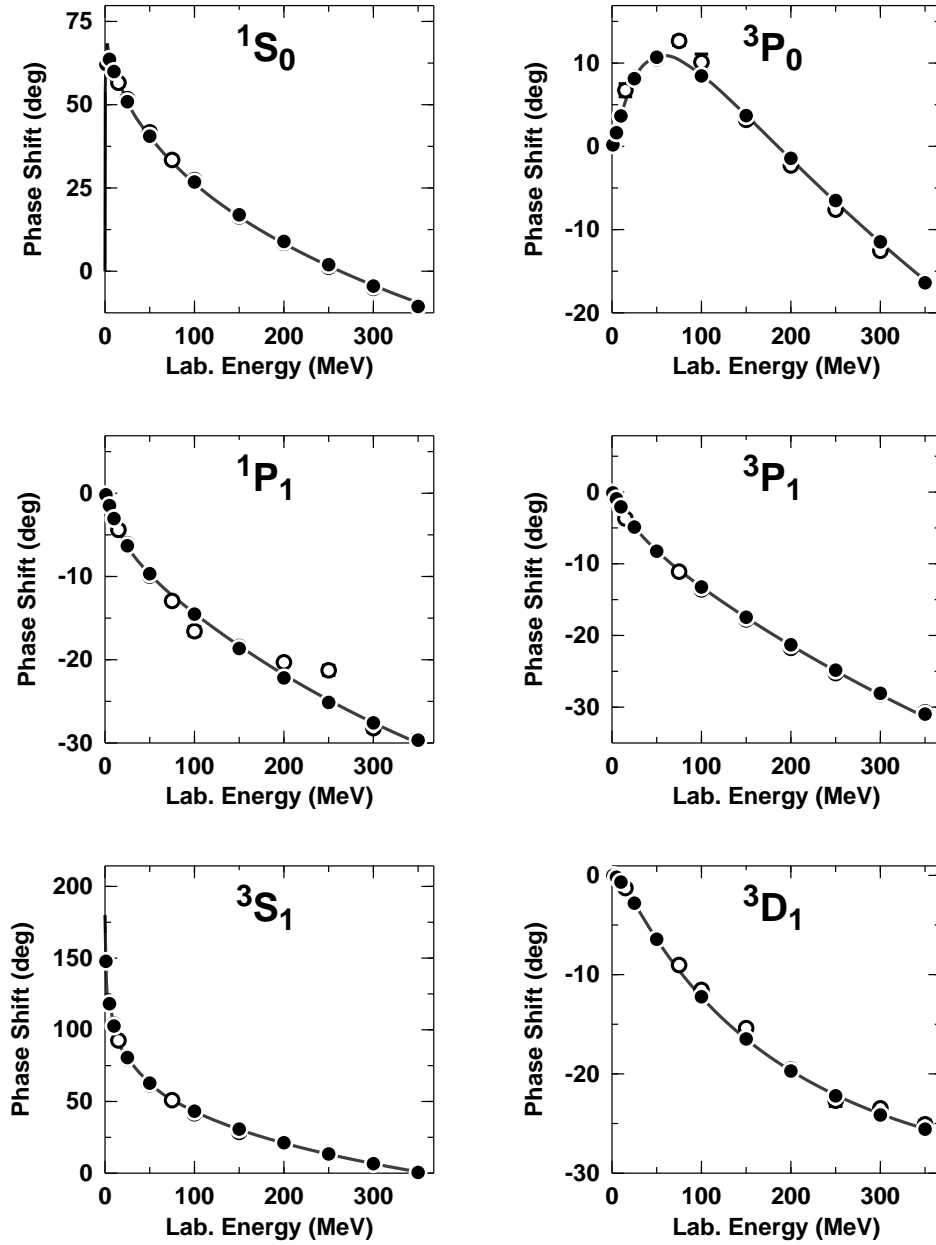 ¹S₀
Phase Shift (deg)
75
50
25
0
0 100 200 300
Lab. Energy (MeV)
³P₀
Phase Shift (deg)
10
0
-10
-20
0 100 200 300
Lab. Energy (MeV)
¹P₁
Phase Shift (deg)
0
-10
-20
-30
0 100 200 300
Lab. Energy (MeV)
³P₁
Phase Shift (deg)
0
-10
-20
-30
0 100 200 300
Lab. Energy (MeV)
³S₁
Phase Shift (deg)
200
150
100
50
0
0 100 200 300
Lab. Energy (MeV)
³D₁
Phase Shift (deg)
0
-10
-20
-30
0 100 200 300
Lab. Energy (MeV)